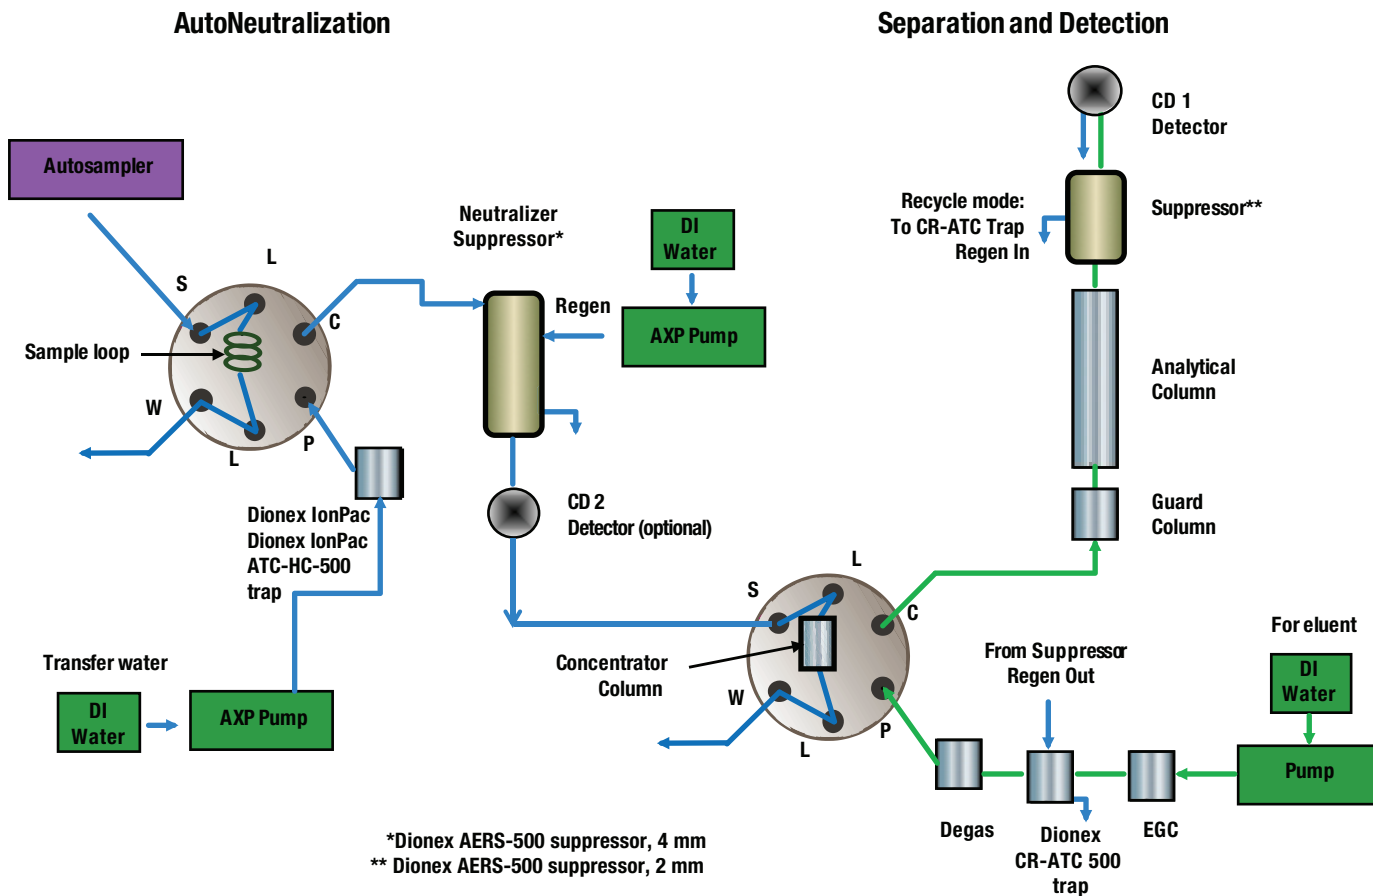 AutoNeutralization
Separation and Detection
CD 1
Detector
Autosampler
Recycle mode:
To CR-ATC Trap
Regen In
Suppressor**
Neutralizer
Suppressor*
DI
Water
L
S
C
Regen
AXP Pump
Sample loop
Analytical
Column
W
L
P
Dionex IonPac
Dionex IonPac
ATC-HC-500
trap
CD 2
Detector (optional)
Guard
Column
L
S
C
For eluent
Transfer water
Concentrator
Column
From Suppressor
Regen Out
DI
Water
DI
Water
AXP Pump
W
L
P
Pump
Degas
Dionex
CR-ATC 500
trap
EGC
*Dionex AERS-500 suppressor, 4 mm
** Dionex AERS-500 suppressor, 2 mm